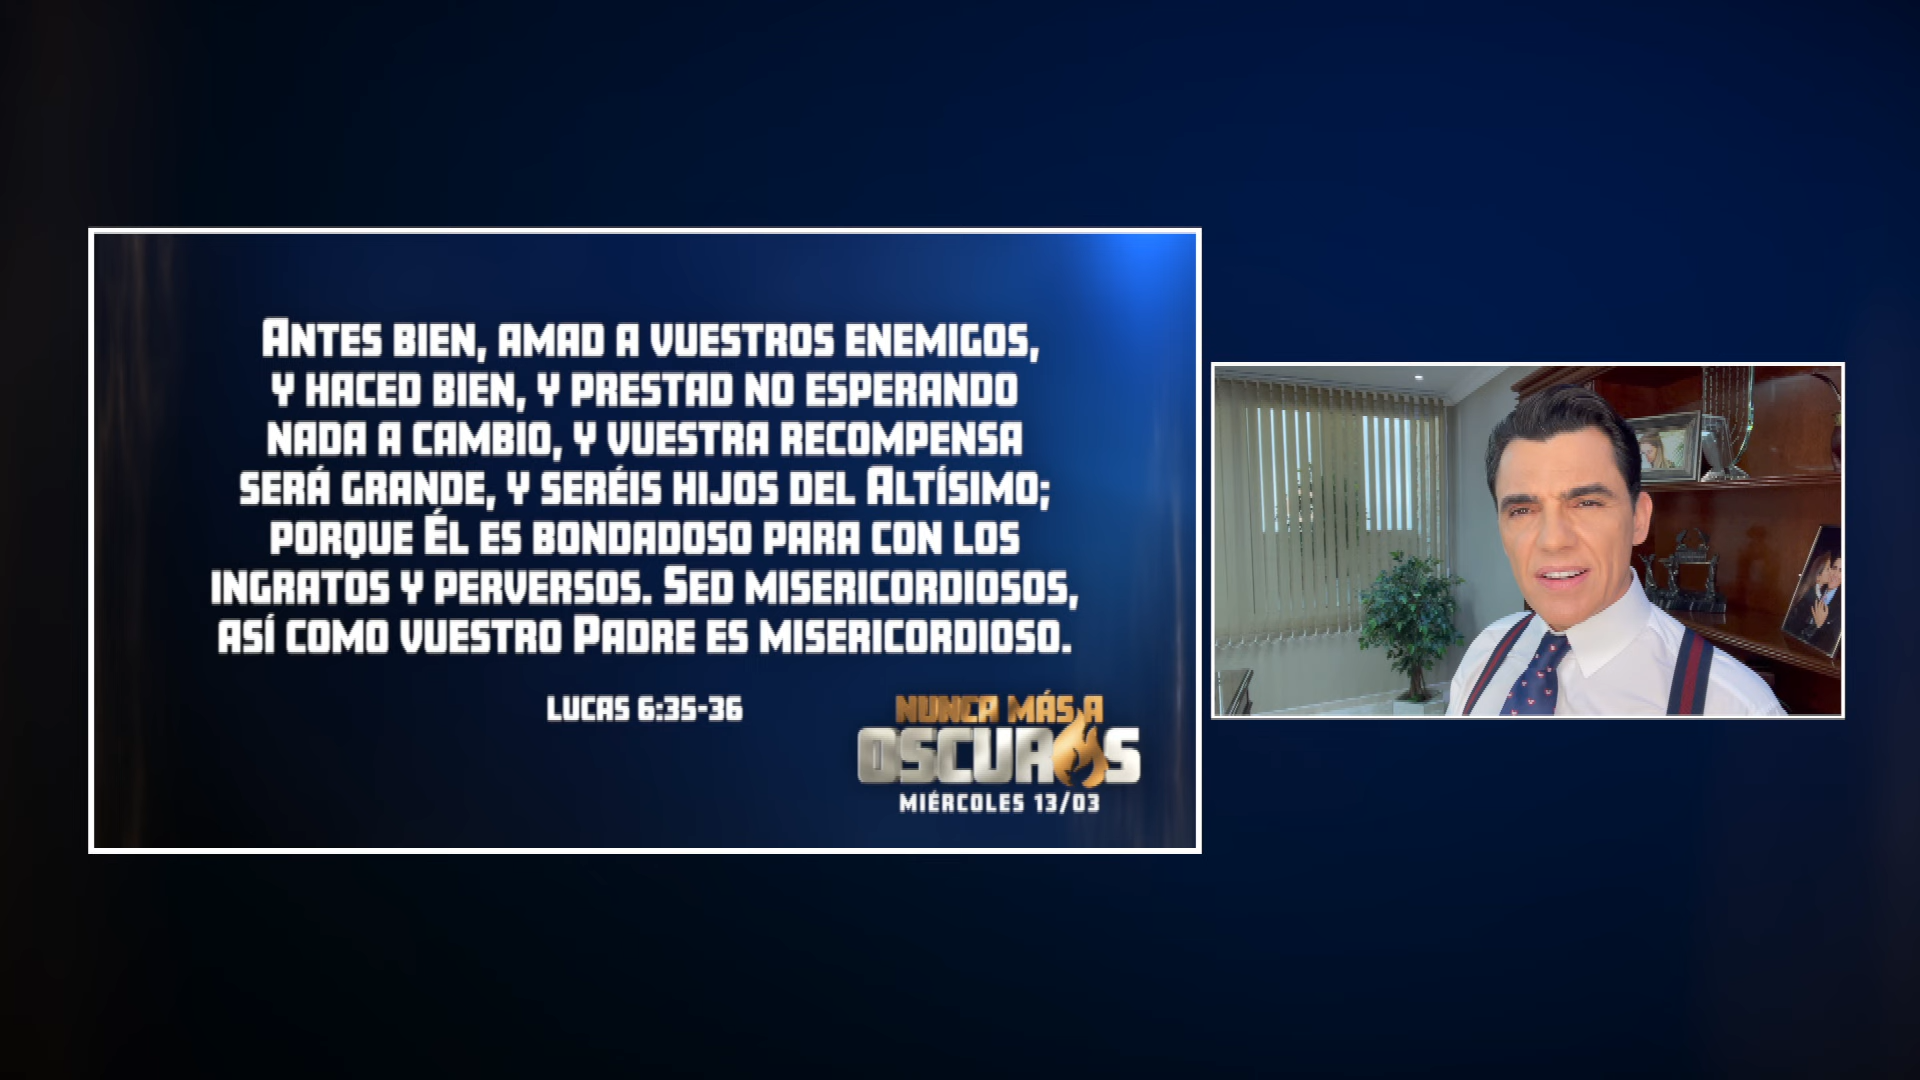 Antes bien, amad a vuestros enemigos,
y haced bien, y prestad no esperando
nada a cambio, y vuestra recompensa
será grande, y seréis hijos del Altísimo;
porque Él es bondadoso para con los
ingratos y perversos. Sed misericordiosos,
así como vuestro Padre es misericordioso.
LUCAS 6:35-36
NUNCA MÁS A
OSCURAS
MIÉRCOLES 13/03